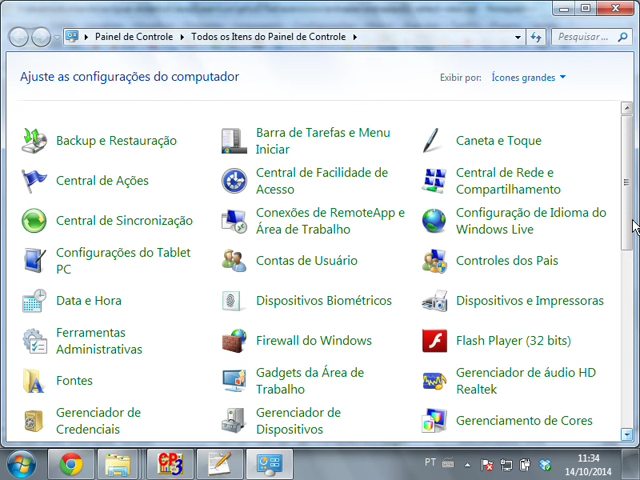 Painel de Controle ▸ Todos os Itens do Painel de Controle ▸
Pesquisar ...
Ajuste as configurações do computador
Exibir por: Ícones grandes
Backup e Restauração
Barra de Tarefas e Menu
Iniciar
Caneta e Toque
Central de Ações
Central de Facilidade de
Acesso
Central de Rede e
Compartilhamento
Central de Sincronização
Conexões de RemoteApp e
Área de Trabalho
Configuração de Idioma do
Windows Live
Configurações do Tablet
PC
Contas de Usuário
Controles dos Pais
Data e Hora
Dispositivos Biométricos
Dispositivos e Impressoras
Ferramentas
Administrativas
Firewall do Windows
Flash Player (32 bits)
Fontes
Gadgets da Área de
Trabalho
Gerenciador de áudio HD
Realtek
Gerenciador de
Credenciais
Gerenciador de
Dispositivos
Gerenciamento de Cores
PT
11:34
14/10/2014